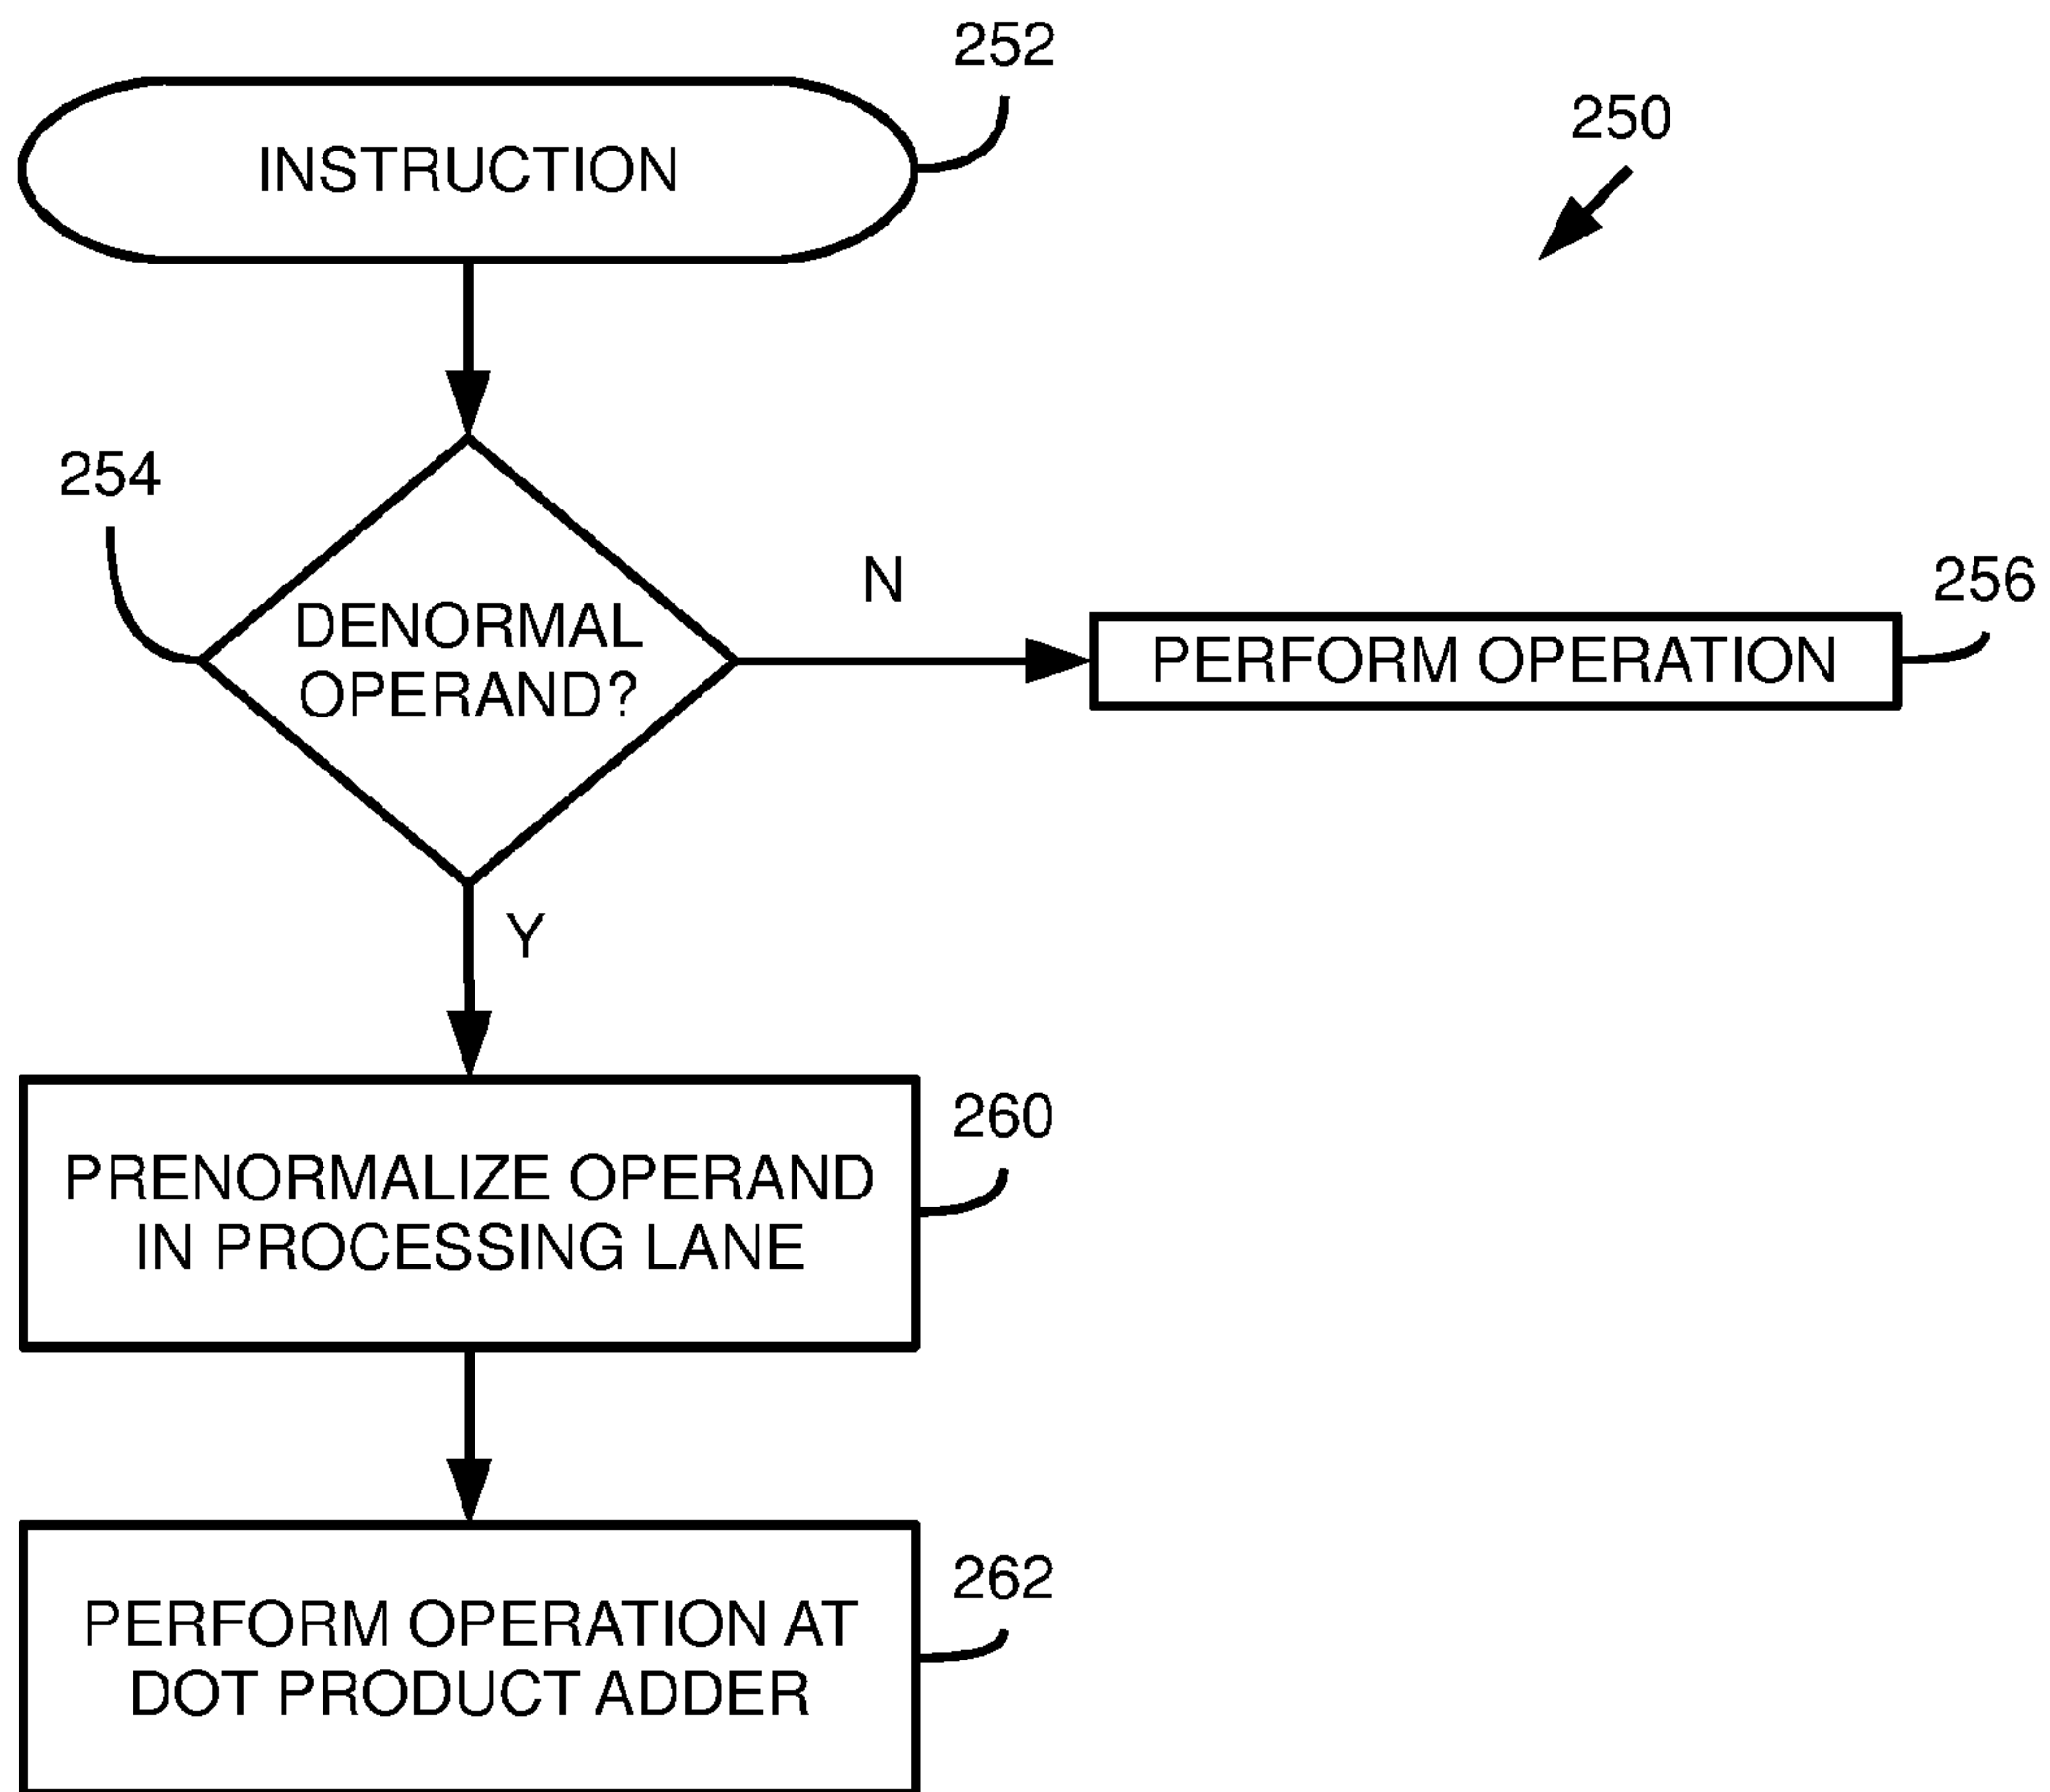 252
INSTRUCTION
250
254
DENORMAL
OPERAND?
N
256
PERFORM OPERATION
Y
260
PRENORMALIZE OPERAND
IN PROCESSING LANE
262
PERFORM OPERATION AT
DOT PRODUCT ADDER